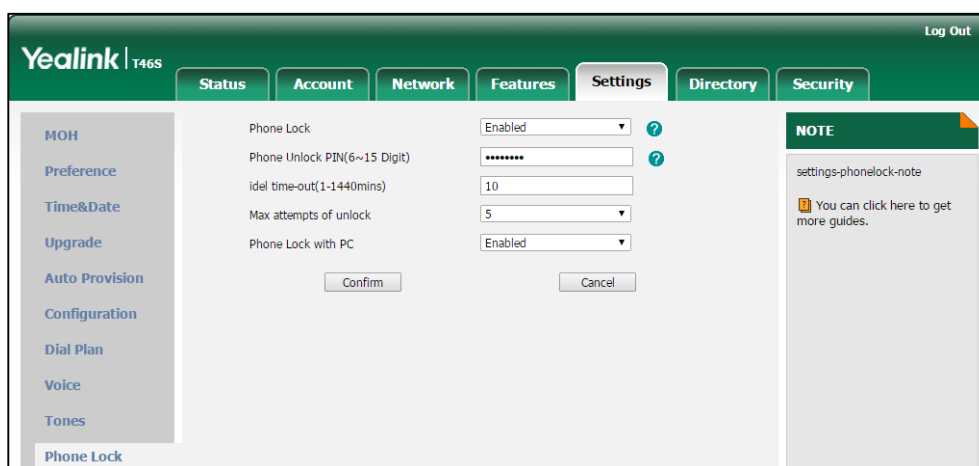 Log Out
Yealink | T46S
Status Account Network Features Settings Directory Security
MOH
Preference
Time&Date
Upgrade
Auto Provision
Configuration
Dial Plan
Voice
Tones
Phone Lock
Phone Lock Enabled
Phone Unlock PIN(6~15 Digit) ••••••••
idel time-out(1-1440mins) 10
Max attempts of unlock 5
Phone Lock with PC Enabled
Confirm Cancel
NOTE
settings-phonelock-note
You can click here to get
more guides.